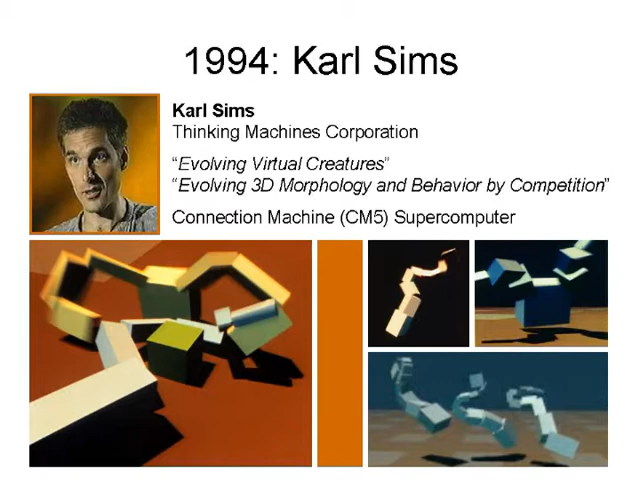 1994: Karl Sims
Karl Sims
Thinking Machines Corporation
“Evolving Virtual Creatures”
“Evolving 3D Morphology and Behavior by Competition”
Connection Machine (CM5) Supercomputer